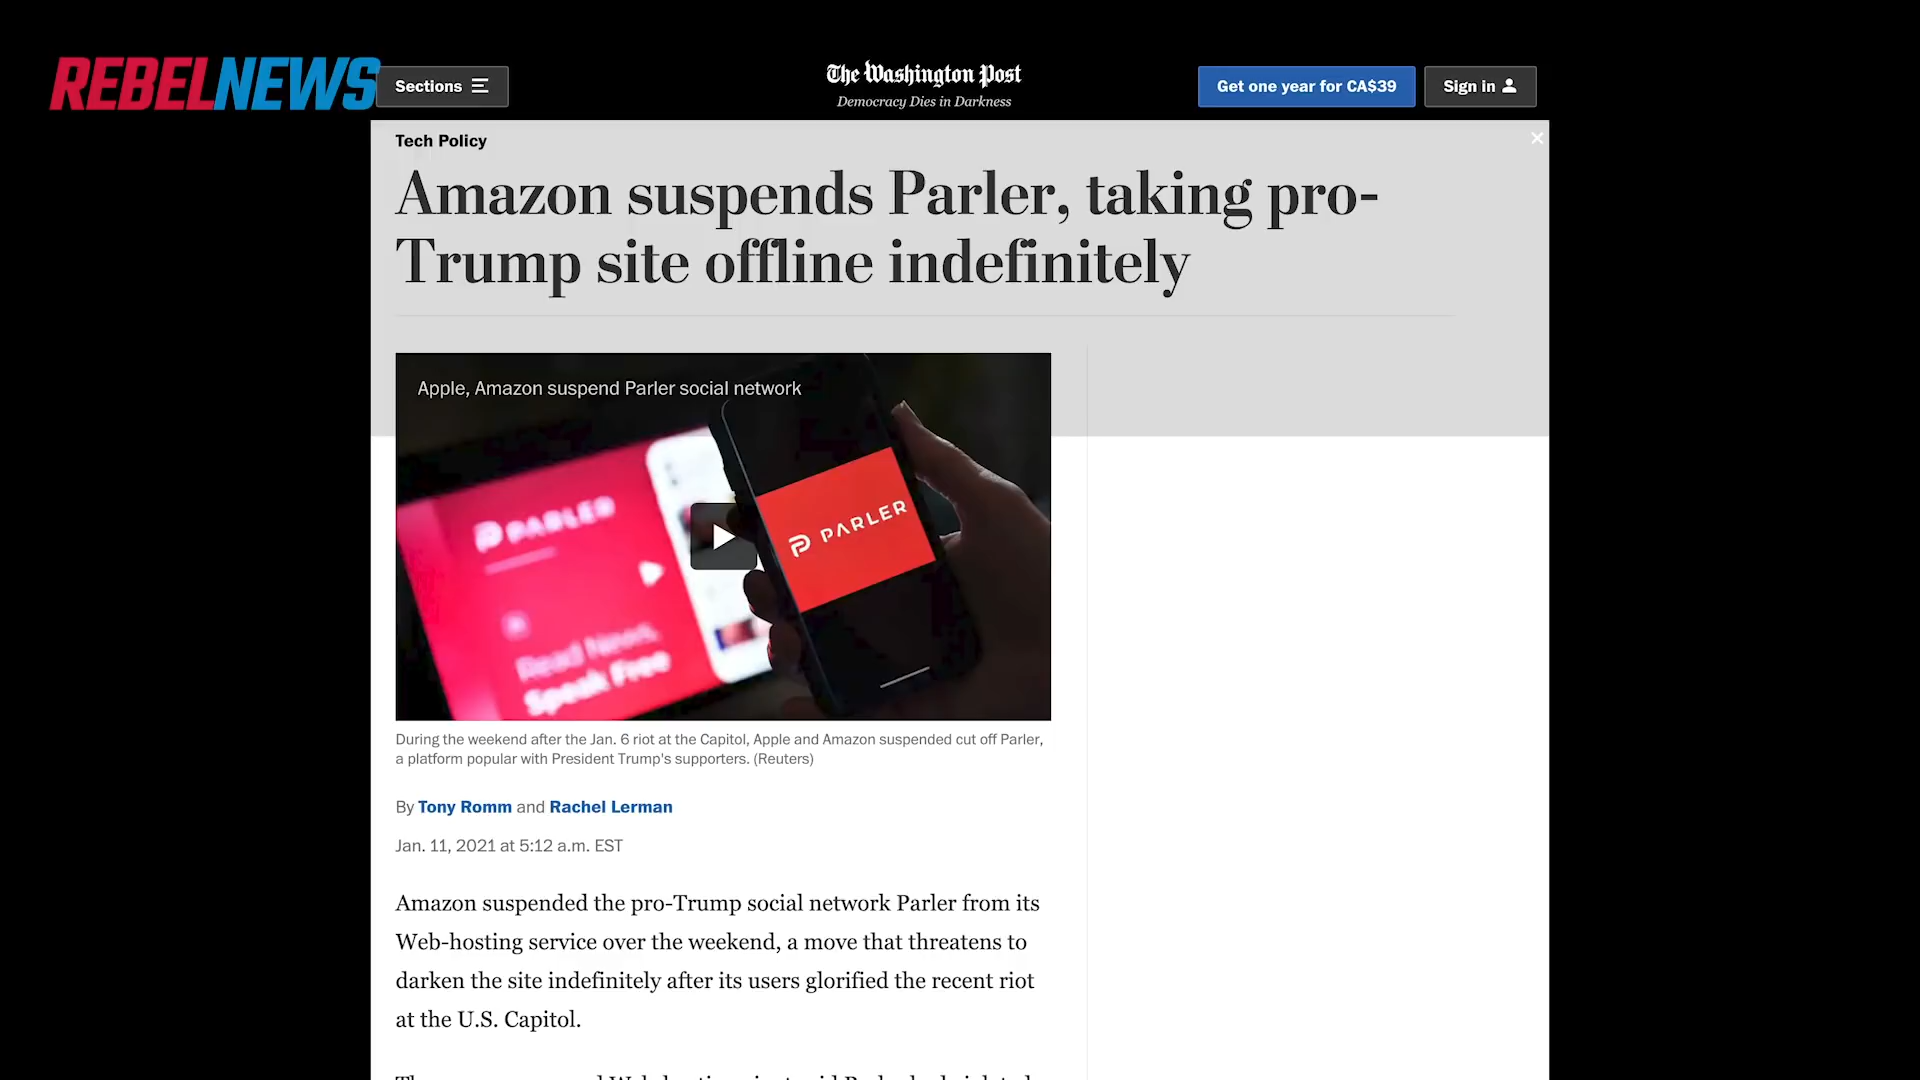 REBELNEWS
Sections
The Washington Post
Democracy Dies in Darkness
Get one year for CA$39
Sign in
Tech Policy
Amazon suspends Parler, taking pro-
Trump site offline indefinitely
Apple, Amazon suspend Parler social network
PARLER
PARLER
Read News.
Speak Free
During the weekend after the Jan. 6 riot at the Capitol, Apple and Amazon suspended cut off Parler,
a platform popular with President Trump's supporters. (Reuters)
By Tony Romm and Rachel Lerman
Jan. 11, 2021 at 5:12 a.m. EST
Amazon suspended the pro-Trump social network Parler from its
Web-hosting service over the weekend, a move that threatens to
darken the site indefinitely after its users glorified the recent riot
at the U.S. Capitol.